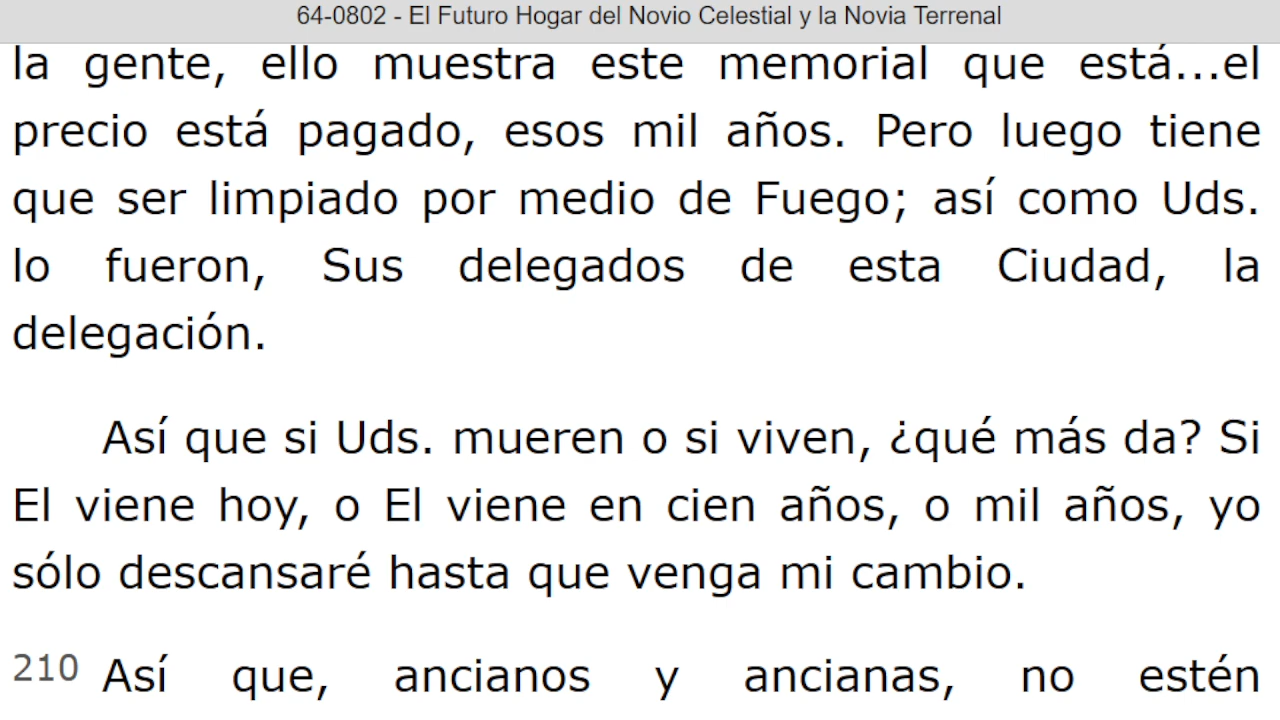 64-0802 - El Futuro Hogar del Novio Celestial y la Novia Terrenal
la gente, ello muestra este memorial que está...el
precio está pagado, esos mil años. Pero luego tiene
que ser limpiado por medio de Fuego; así como Uds.
lo fueron, Sus delegados de esta Ciudad, la
delegación.
Así que si Uds. mueren o si viven, ¿qué más da? Si
El viene hoy, o El viene en cien años, o mil años, yo
sólo descansaré hasta que venga mi cambio.
210 Así que, ancianos y ancianas, no estén